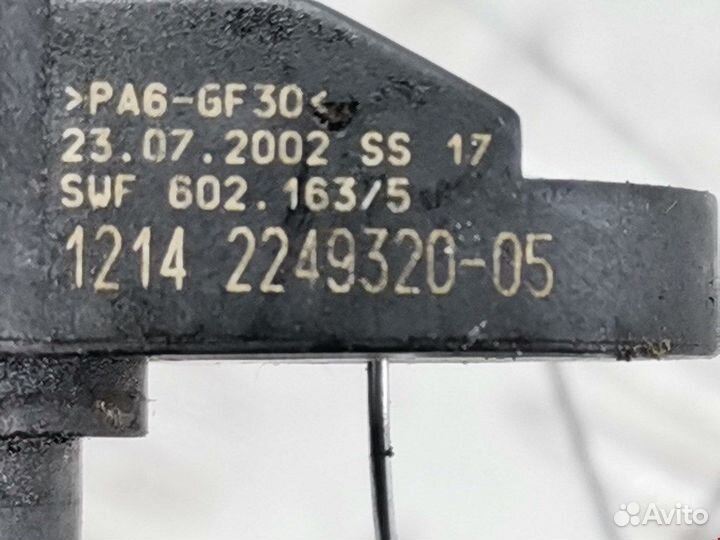 >PA6-GF30<
23.07.2002 SS 17
SWF 602.163/5
1214 2249320-05
Avito